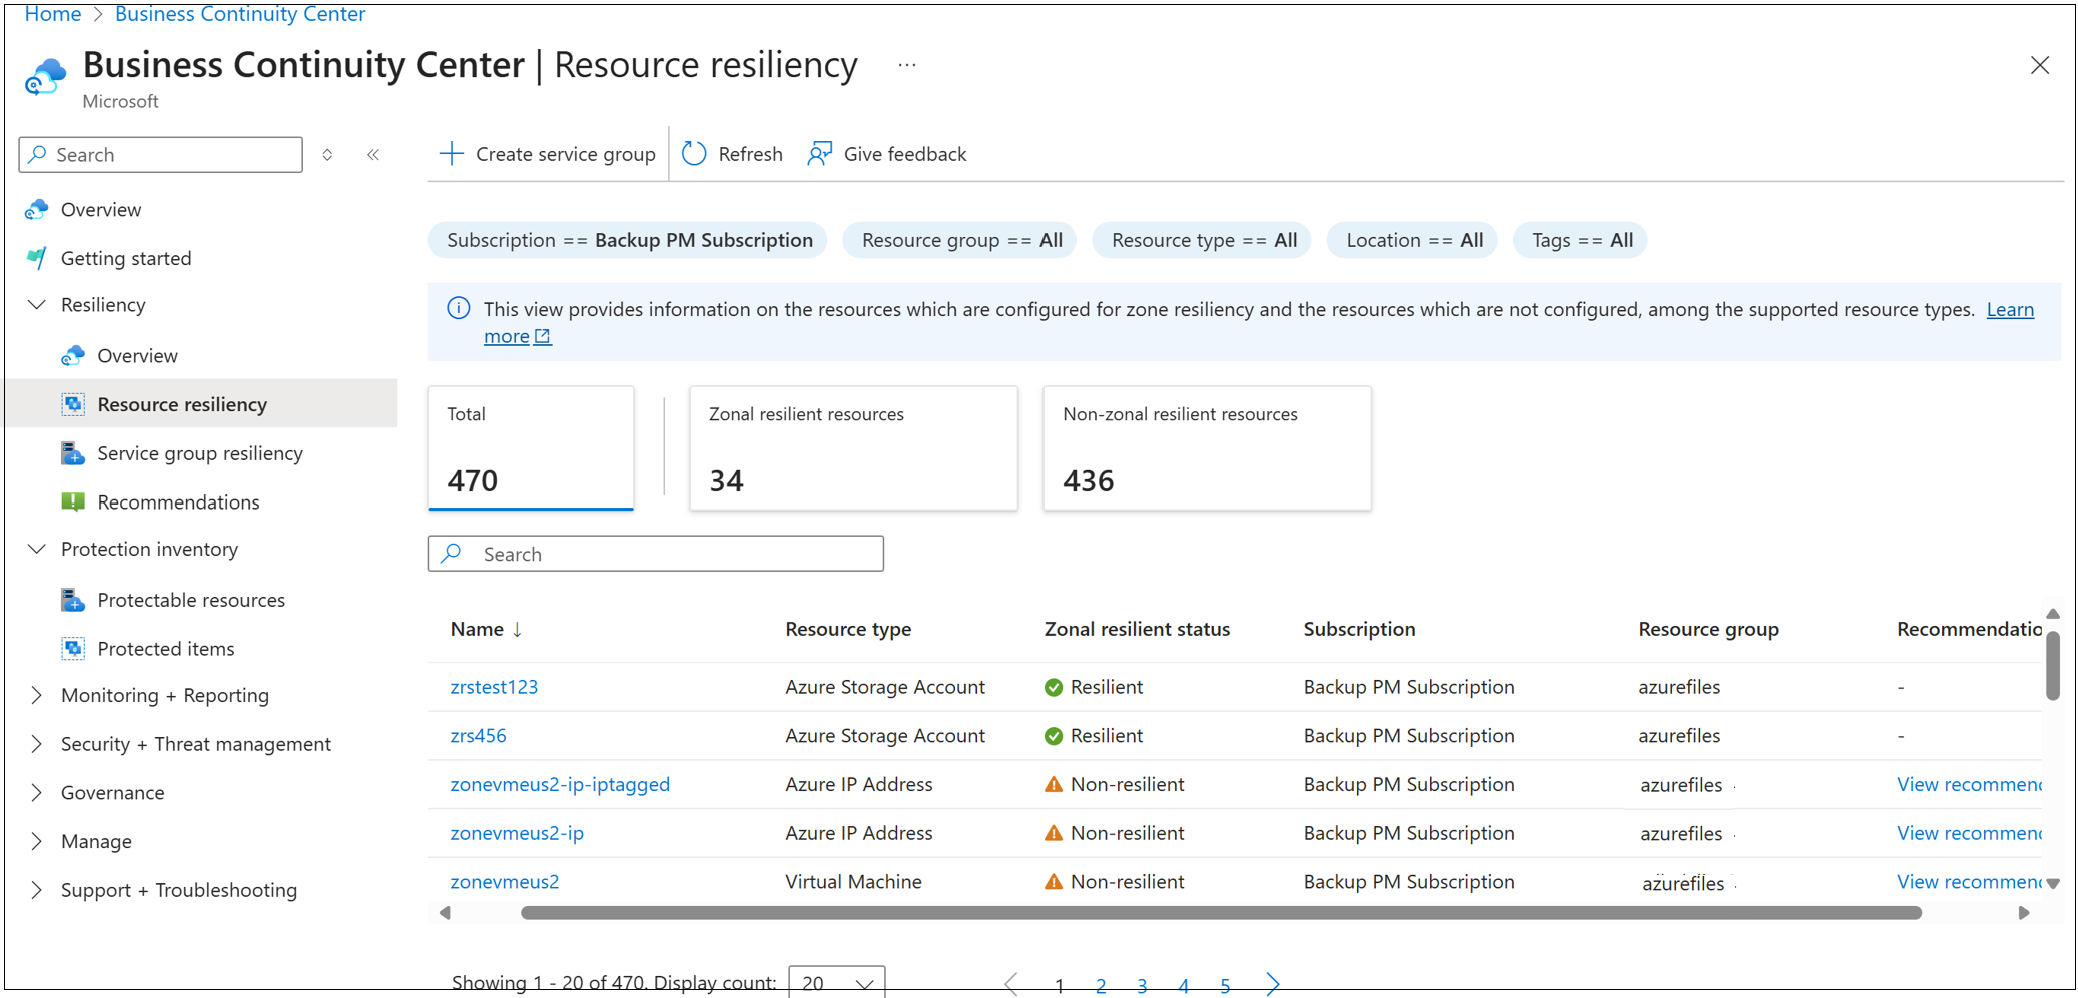 Home > Business Continuity Center
Business Continuity Center | Resource resiliency ...
Microsoft
Search
Overview
Getting started
Resiliency
Overview
Resource resiliency
Service group resiliency
Recommendations
Protection inventory
Protectable resources
Protected items
Monitoring + Reporting
Security + Threat management
Governance
Manage
Support + Troubleshooting
Create service group Refresh Give feedback
Subscription == Backup PM Subscription Resource group == All Resource type == All Location == All Tags == All
This view provides information on the resources which are configured for zone resiliency and the resources which are not configured, among the supported resource types. Learn
more
Total
470
Zonal resilient resources
34
Non-zonal resilient resources
436
Search
Name ↓ Resource type Zonal resilient status Subscription Resource group Recommendatio
zrstest123 Azure Storage Account Resilient Backup PM Subscription azurefiles -
zrs456 Azure Storage Account Resilient Backup PM Subscription azurefiles -
zonevmeus2-ip-iptagged Azure IP Address Non-resilient Backup PM Subscription azurefiles View recommend
zonevmeus2-ip Azure IP Address Non-resilient Backup PM Subscription azurefiles View recommend
zonevmeus2 Virtual Machine Non-resilient Backup PM Subscription azurefiles View recommend
Showing 1 - 20 of 470. Display count: 20 1 2 3 4 5